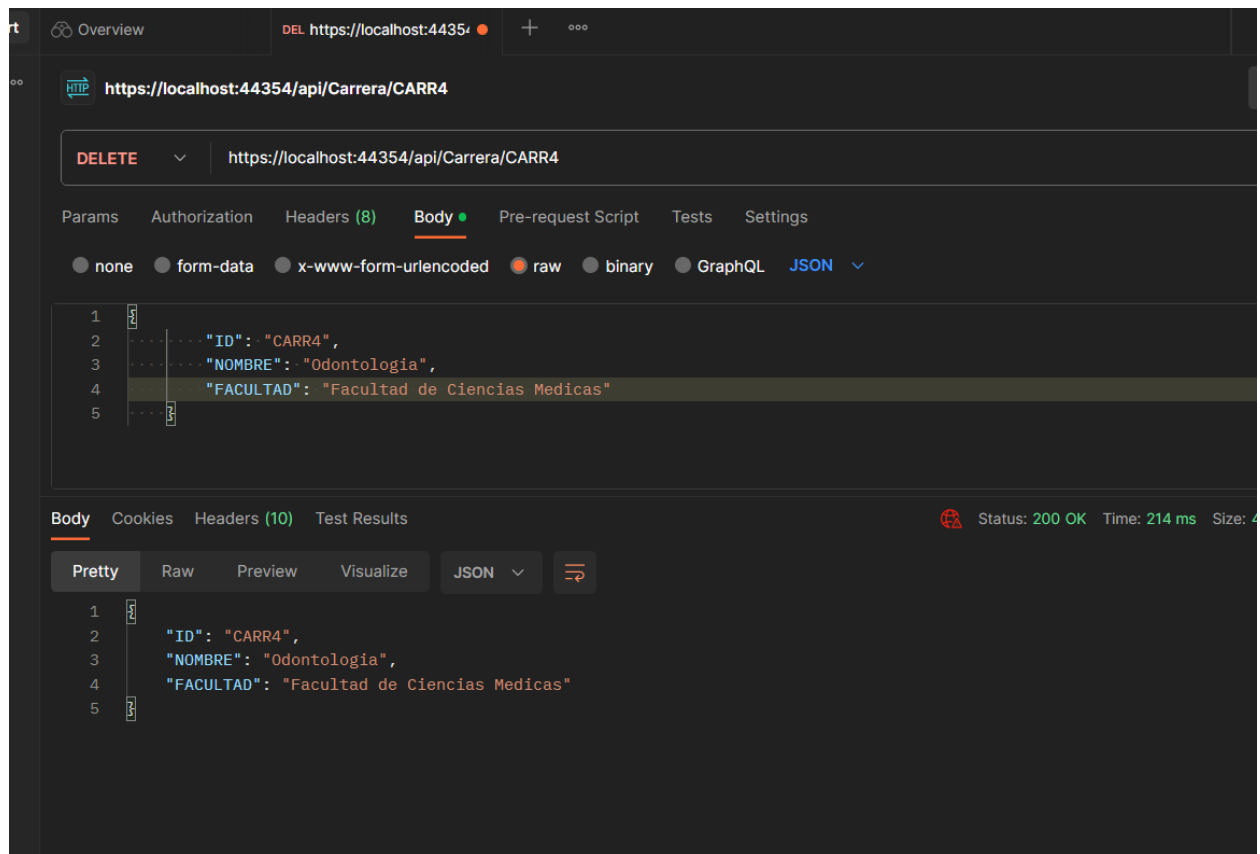 rt
Overview
DEL https://localhost:4435
ooo
HTTP https://localhost:44354/api/Carrera/CARR4
DELETE https://localhost:44354/api/Carrera/CARR4
Params Authorization Headers (8) Body Pre-request Script Tests Settings
none form-data x-www-form-urlencoded raw binary GraphQL JSON
1 {
2 "ID": "CARR4",
3 "NOMBRE": "Odontologia",
4 "FACULTAD": "Facultad de Ciencias Medicas"
5 }
Body Cookies Headers (10) Test Results Status: 200 OK Time: 214 ms Size: 4
Pretty Raw Preview Visualize JSON
1 {
2 "ID": "CARR4",
3 "NOMBRE": "Odontologia",
4 "FACULTAD": "Facultad de Ciencias Medicas"
5 }